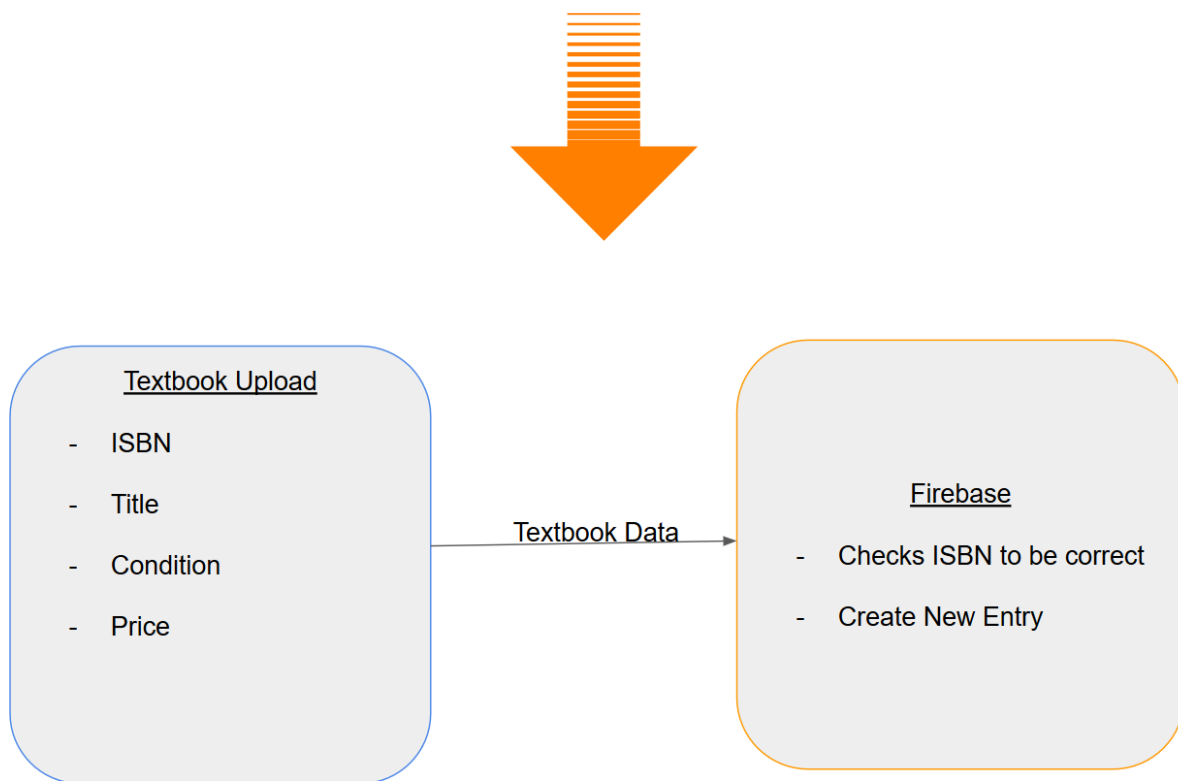 Textbook Upload
- ISBN
- Title
- Condition
- Price
Textbook Data
Firebase
- Checks ISBN to be correct
- Create New Entry